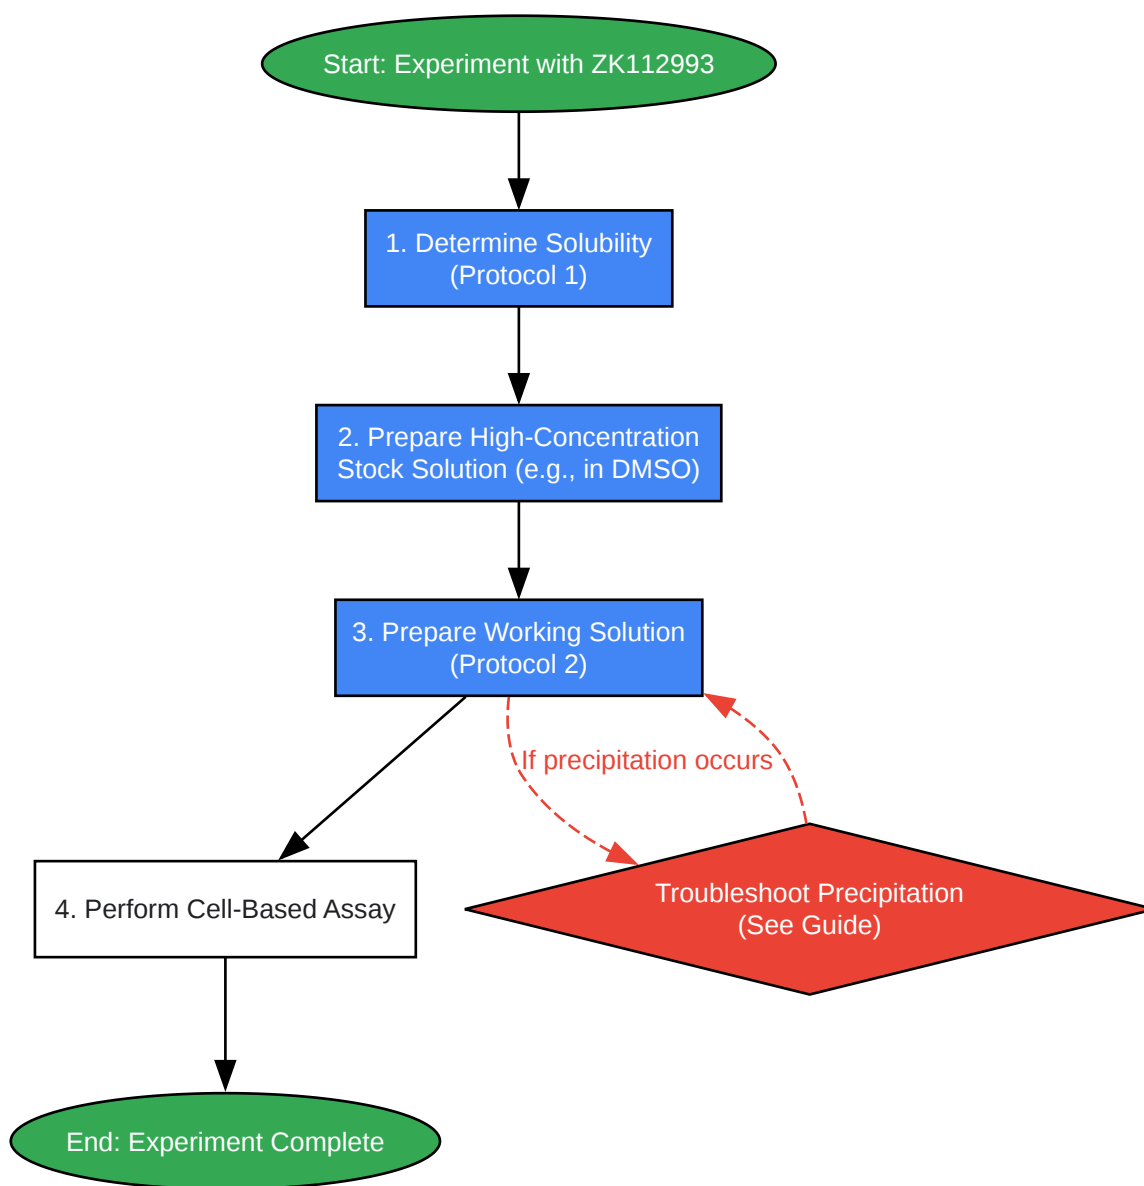 Start: Experiment with ZK112993
1. Determine Solubility
(Protocol 1)
2. Prepare High-Concentration
Stock Solution (e.g., in DMSO)
3. Prepare Working Solution
(Protocol 2)
If precipitation occurs
4. Perform Cell-Based Assay
Troubleshoot Precipitation
(See Guide)
End: Experiment Complete